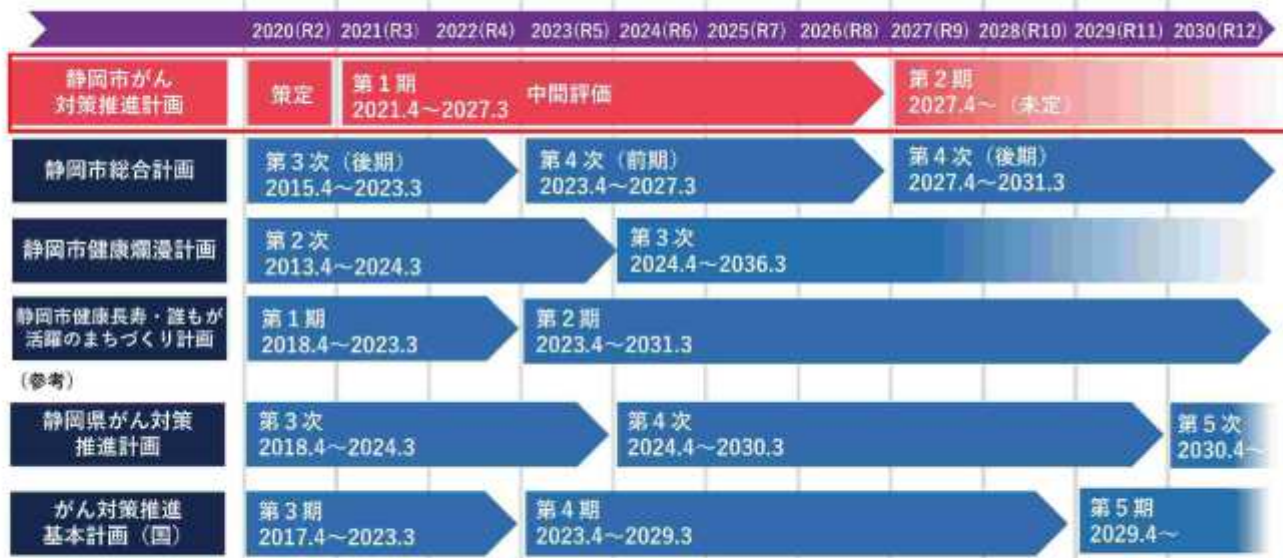 2020(R2) 2021(R3) 2022(R4) 2023(R5) 2024(R6) 2025(R7) 2026(R8) 2027(R9) 2028(R10) 2029(R11) 2030(R12)
静岡市がん
対策推進計画
策定
第1期
2021.4～2027.3
中間評価
第2期
2027.4～（未定）
静岡市総合計画
第3次（後期）
2015.4～2023.3
第4次（前期）
2023.4～2027.3
第4次（後期）
2027.4～2031.3
静岡市健康爛漫計画
第2次
2013.4～2024.3
第3次
2024.4～2036.3
静岡市健康長寿・誰もが
活躍のまちづくり計画
第1期
2018.4～2023.3
第2期
2023.4～2031.3
（参考）
静岡県がん対策
推進計画
第3次
2018.4～2024.3
第4次
2024.4～2030.3
第5次
2030.4～
がん対策推進
基本計画（国）
第3期
2017.4～2023.3
第4期
2023.4～2029.3
第5期
2029.4～